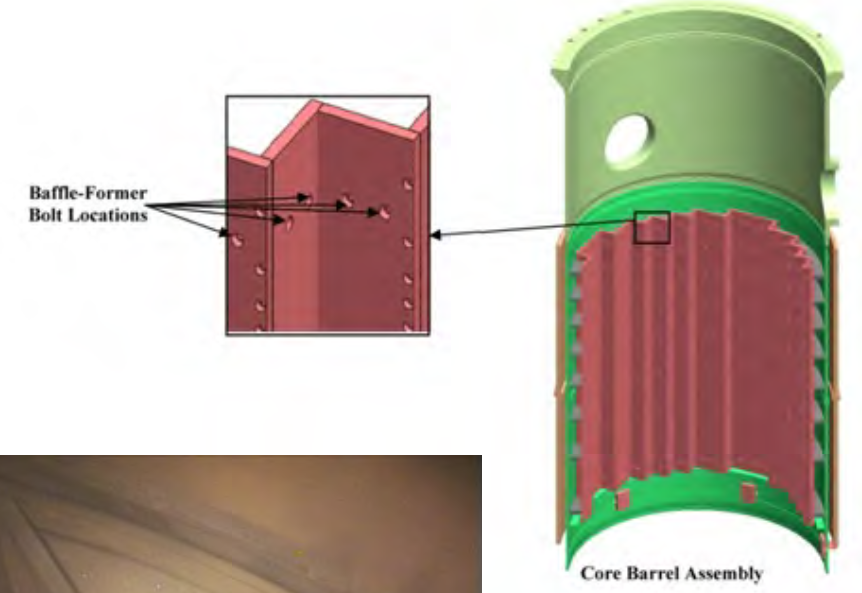 Baffle-Former
Bolt Locations
Core Barrel Assembly